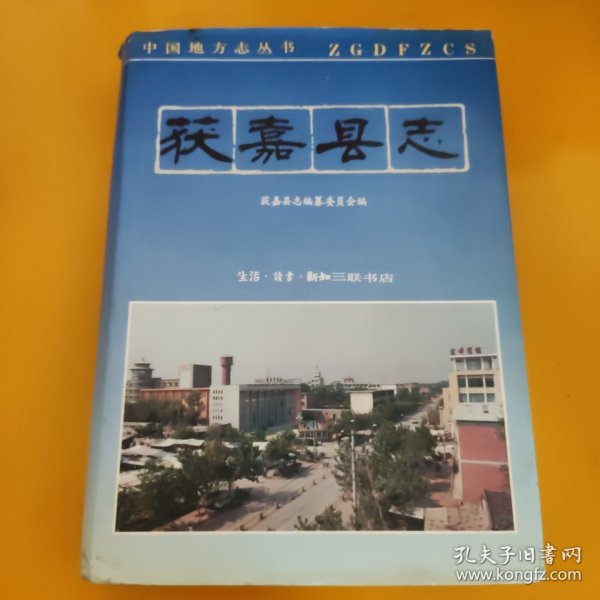 中国地方志丛书 ZGDFZCS
获嘉县志
获嘉县志编纂委员会编
生活·读书·新知三联书店
孔夫子旧书网
www.kongfz.com